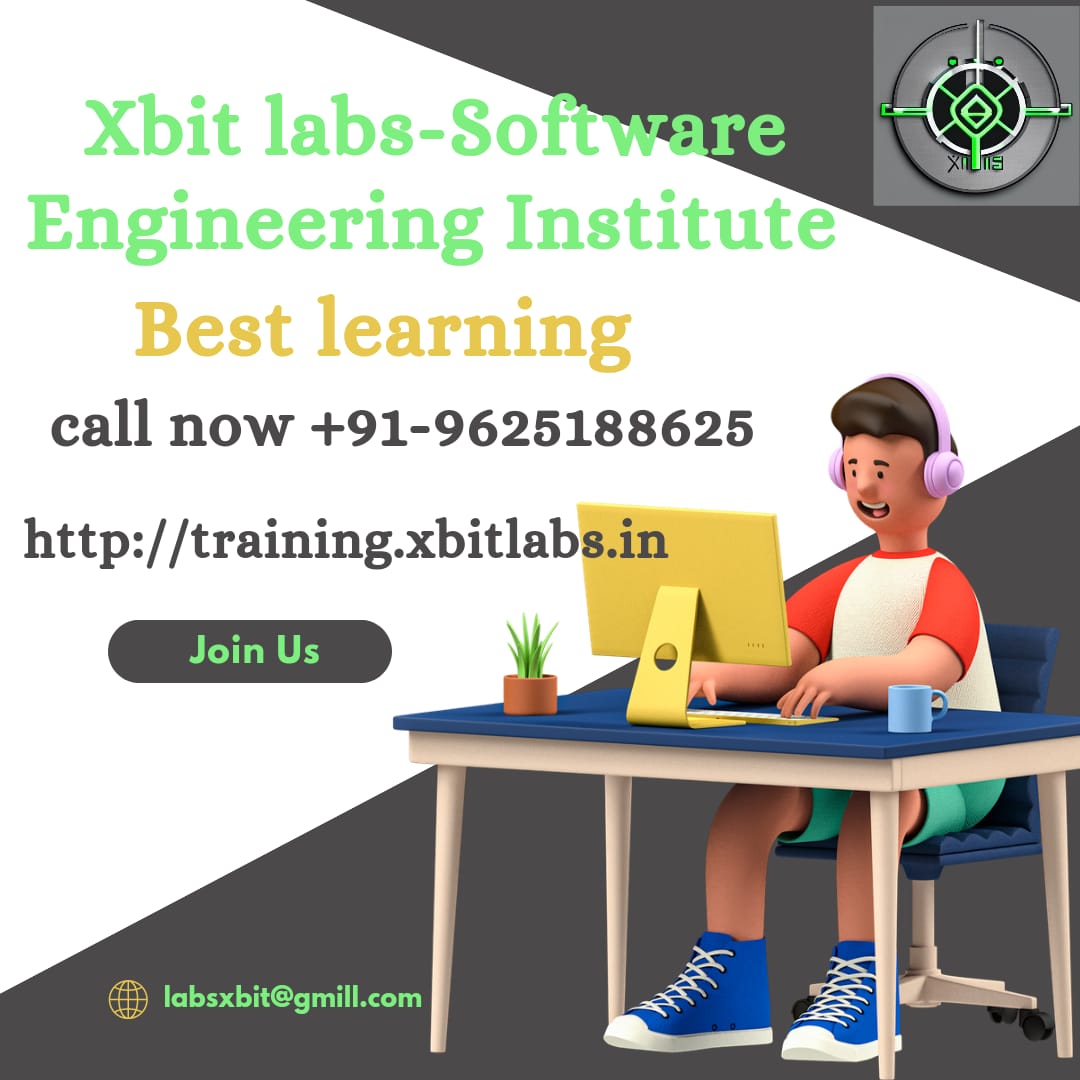 Xbit labs-Software
Engineering Institute
Best learning
call now +91-9625188625
http://training.xbitlabs.in
Join Us
labsxbit@gmill.com